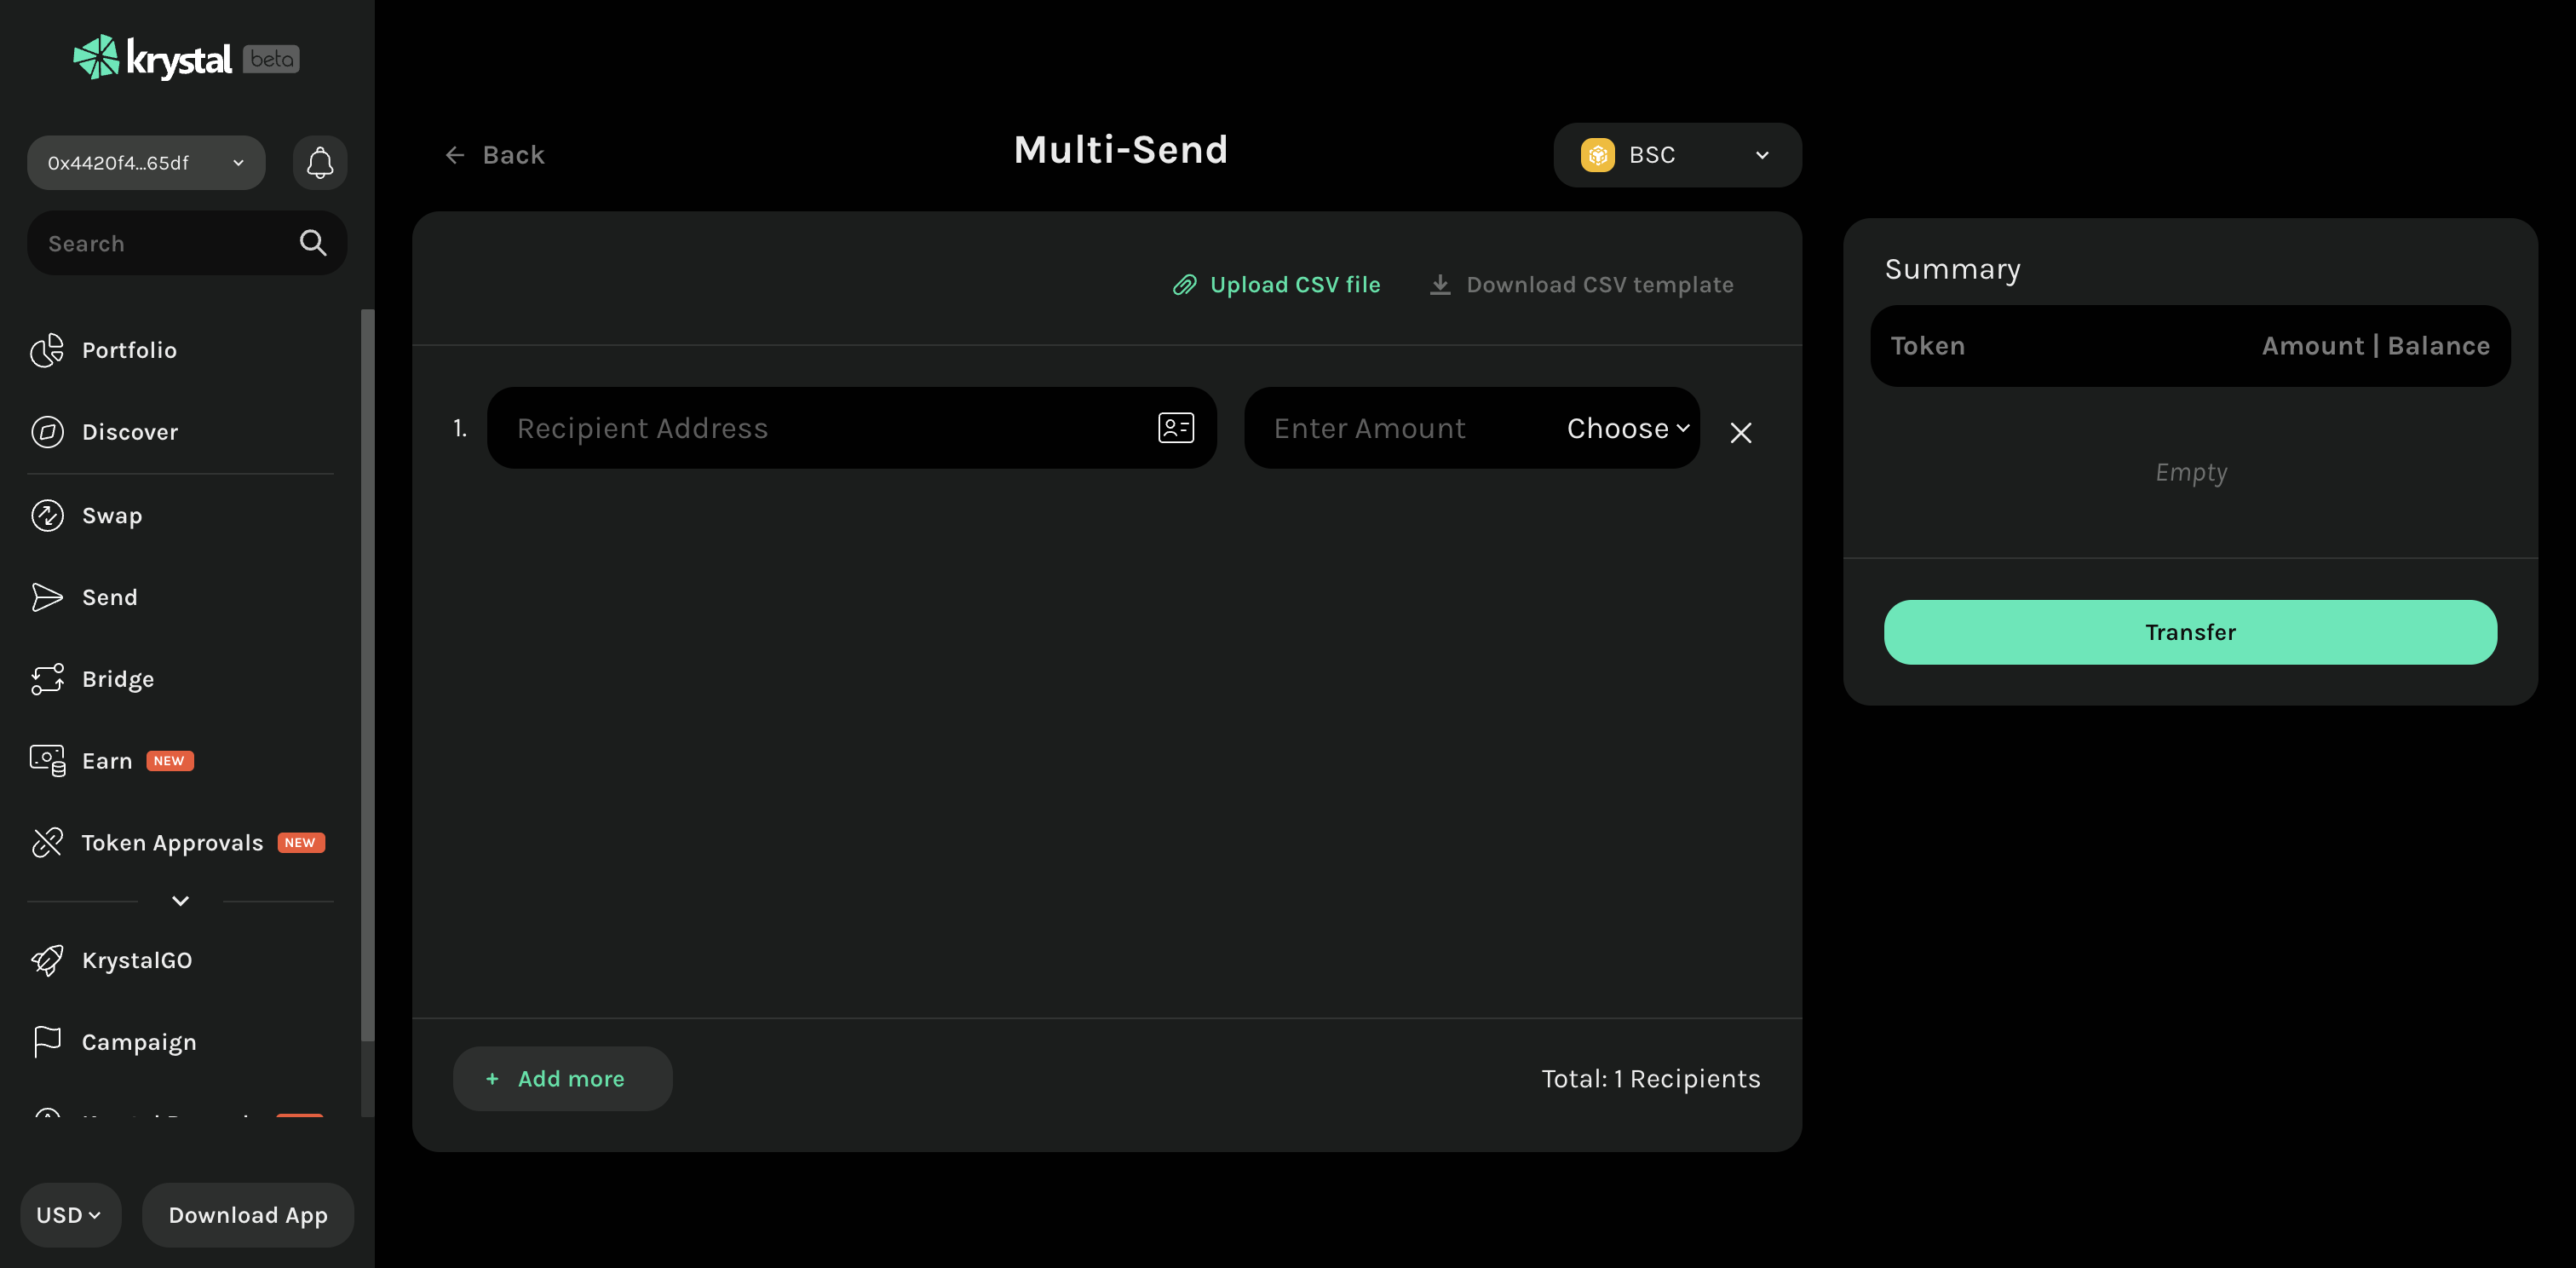 krystal beta
0x4420f4...65df
Search
Portfolio
Discover
Swap
Send
Bridge
Earn NEW
Token Approvals NEW
KrystalGO
Campaign
USD
Download App
Back
Multi-Send
BSC
Upload CSV file
Download CSV template
1. Recipient Address
Enter Amount Choose
+ Add more
Total: 1 Recipients
Summary
Token Amount | Balance
Empty
Transfer